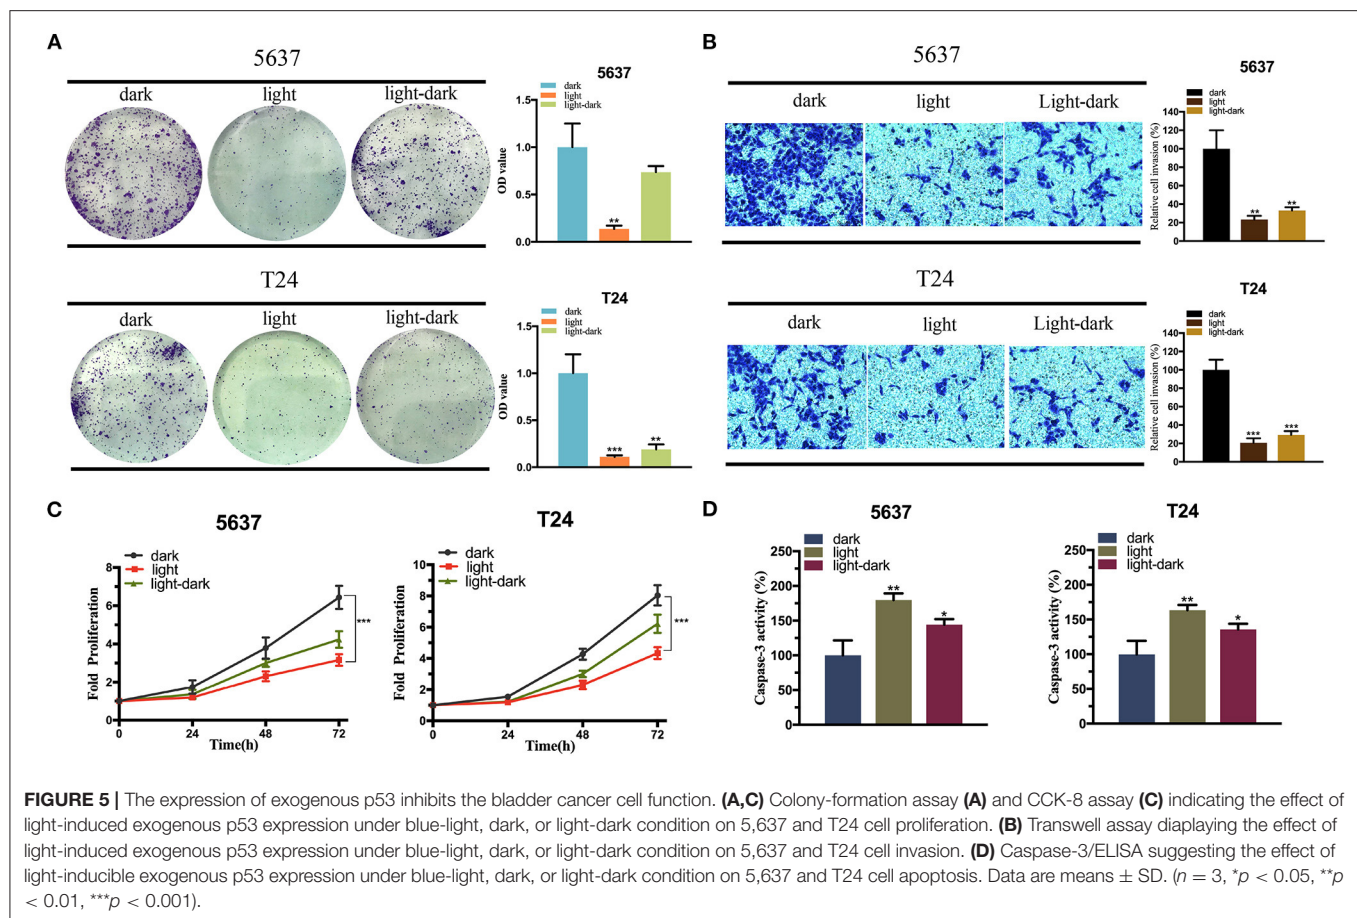 A
5637
dark light light-dark
5637
dark
light
light-dark
OD value
1.5
1.0
0.5
0.0
**
T24
dark light light-dark
T24
dark
light
light-dark
OD value
1.5
1.0
0.5
0.0
***
**
B
5637
dark light Light-dark
5637
dark
light
light-dark
Relative cell invasion (%)
140
120
100
80
60
40
20
0
**
**
T24
dark light Light-dark
T24
dark
light
light-dark
Relative cell invasion (%)
140
120
100
80
60
40
20
0
***
***
C
5637
dark
light
light-dark
Fold Proliferation
8
6
4
2
0
0 24 48 72
Time(h)
***
T24
dark
light
light-dark
Fold Proliferation
10
8
6
4
2
0
0 24 48 72
Time(h)
***
D
5637
dark
light
light-dark
Caspase-3 activity (%)
250
200
150
100
50
0
**
*
T24
dark
light
light-dark
Caspase-3 activity (%)
250
200
150
100
50
0
**
*
FIGURE 5 | The expression of exogenous p53 inhibits the bladder cancer cell function. (A,C) Colony-formation assay (A) and CCK-8 assay (C) indicating the effect of
light-induced exogenous p53 expression under blue-light, dark, or light-dark condition on 5,637 and T24 cell proliferation. (B) Transwell assay diaplaying the effect of
light-induced exogenous p53 expression under blue-light, dark, or light-dark condition on 5,637 and T24 cell invasion. (D) Caspase-3/ELISA suggesting the effect of
light-inducible exogenous p53 expression under blue-light, dark, or light-dark condition on 5,637 and T24 cell apoptosis. Data are means ± SD. (n = 3, *p < 0.05, **p
< 0.01, ***p < 0.001).